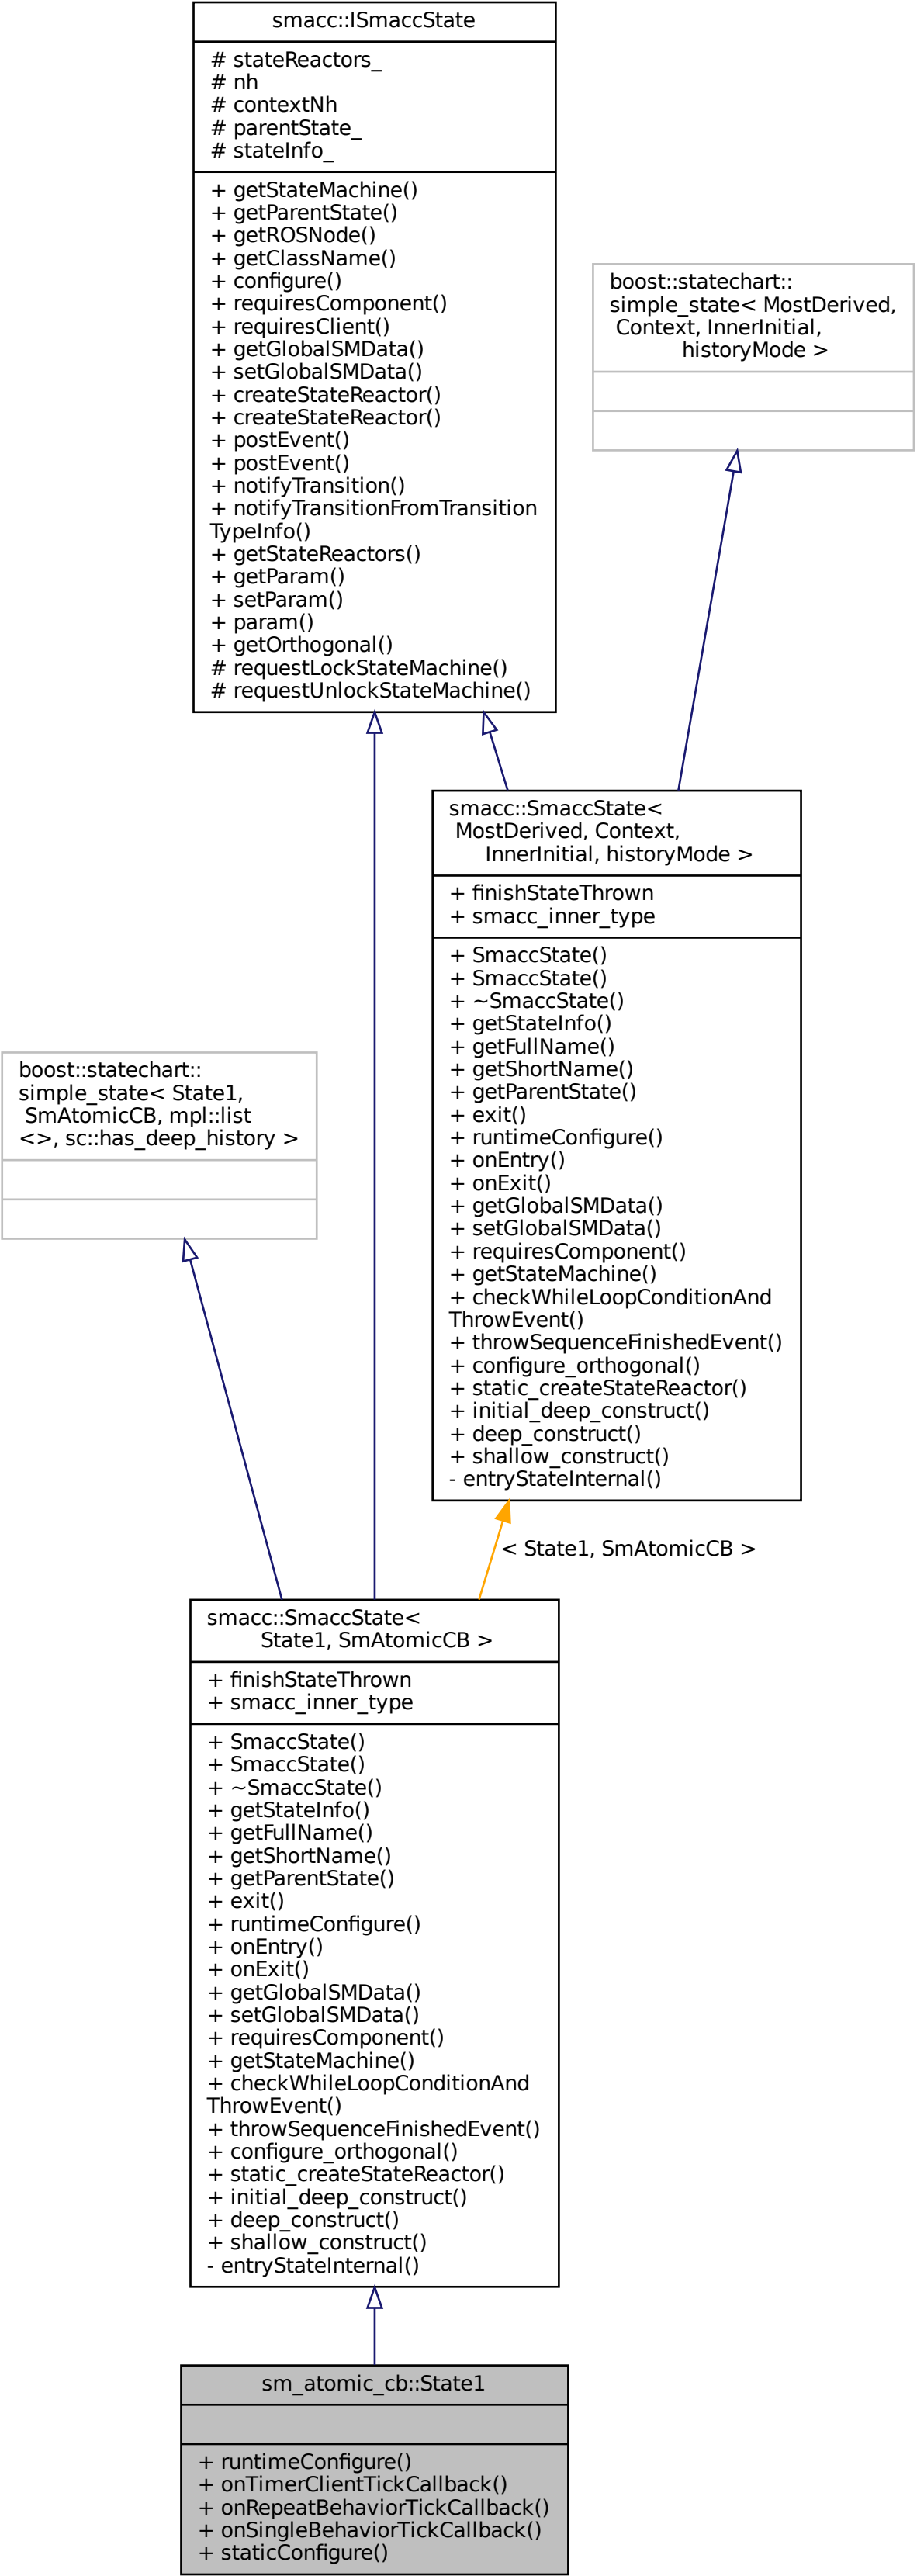 smacc::ISmaccState
# stateReactors_
# nh
# contextNh
# parentState_
# stateInfo_
+ getStateMachine()
+ getParentState()
+ getROSNode()
+ getClassName()
+ configure()
+ requiresComponent()
+ requiresClient()
+ getGlobalSMData()
+ setGlobalSMData()
+ createStateReactor()
+ createStateReactor()
+ postEvent()
+ postEvent()
+ notifyTransition()
+ notifyTransitionFromTransition
TypeInfo()
+ getStateReactors()
+ getParam()
+ setParam()
+ param()
+ getOrthogonal()
# requestLockStateMachine()
# requestUnlockStateMachine()
boost::statechart::
simple_state< MostDerived,
Context, InnerInitial,
historyMode >
smacc::SmaccState<
MostDerived, Context,
InnerInitial, historyMode >
+ finishStateThrown
+ smacc_inner_type
+ SmaccState()
+ SmaccState()
+ ~SmaccState()
+ getStateInfo()
+ getFullName()
+ getShortName()
+ getParentState()
+ exit()
+ runtimeConfigure()
+ onEntry()
+ onExit()
+ getGlobalSMData()
+ setGlobalSMData()
+ requiresComponent()
+ getStateMachine()
+ checkWhileLoopConditionAnd
ThrowEvent()
+ throwSequenceFinishedEvent()
+ configure_orthogonal()
+ static_createStateReactor()
+ initial_deep_construct()
+ deep_construct()
+ shallow_construct()
- entryStateInternal()
boost::statechart::
simple_state< State1,
SmAtomicCB, mpl::list
<>, sc::has_deep_history >
< State1, SmAtomicCB >
smacc::SmaccState<
State1, SmAtomicCB >
+ finishStateThrown
+ smacc_inner_type
+ SmaccState()
+ SmaccState()
+ ~SmaccState()
+ getStateInfo()
+ getFullName()
+ getShortName()
+ getParentState()
+ exit()
+ runtimeConfigure()
+ onEntry()
+ onExit()
+ getGlobalSMData()
+ setGlobalSMData()
+ requiresComponent()
+ getStateMachine()
+ checkWhileLoopConditionAnd
ThrowEvent()
+ throwSequenceFinishedEvent()
+ configure_orthogonal()
+ static_createStateReactor()
+ initial_deep_construct()
+ deep_construct()
+ shallow_construct()
- entryStateInternal()
sm_atomic_cb::State1
+ runtimeConfigure()
+ onTimerClientTickCallback()
+ onRepeatBehaviorTickCallback()
+ onSingleBehaviorTickCallback()
+ staticConfigure()